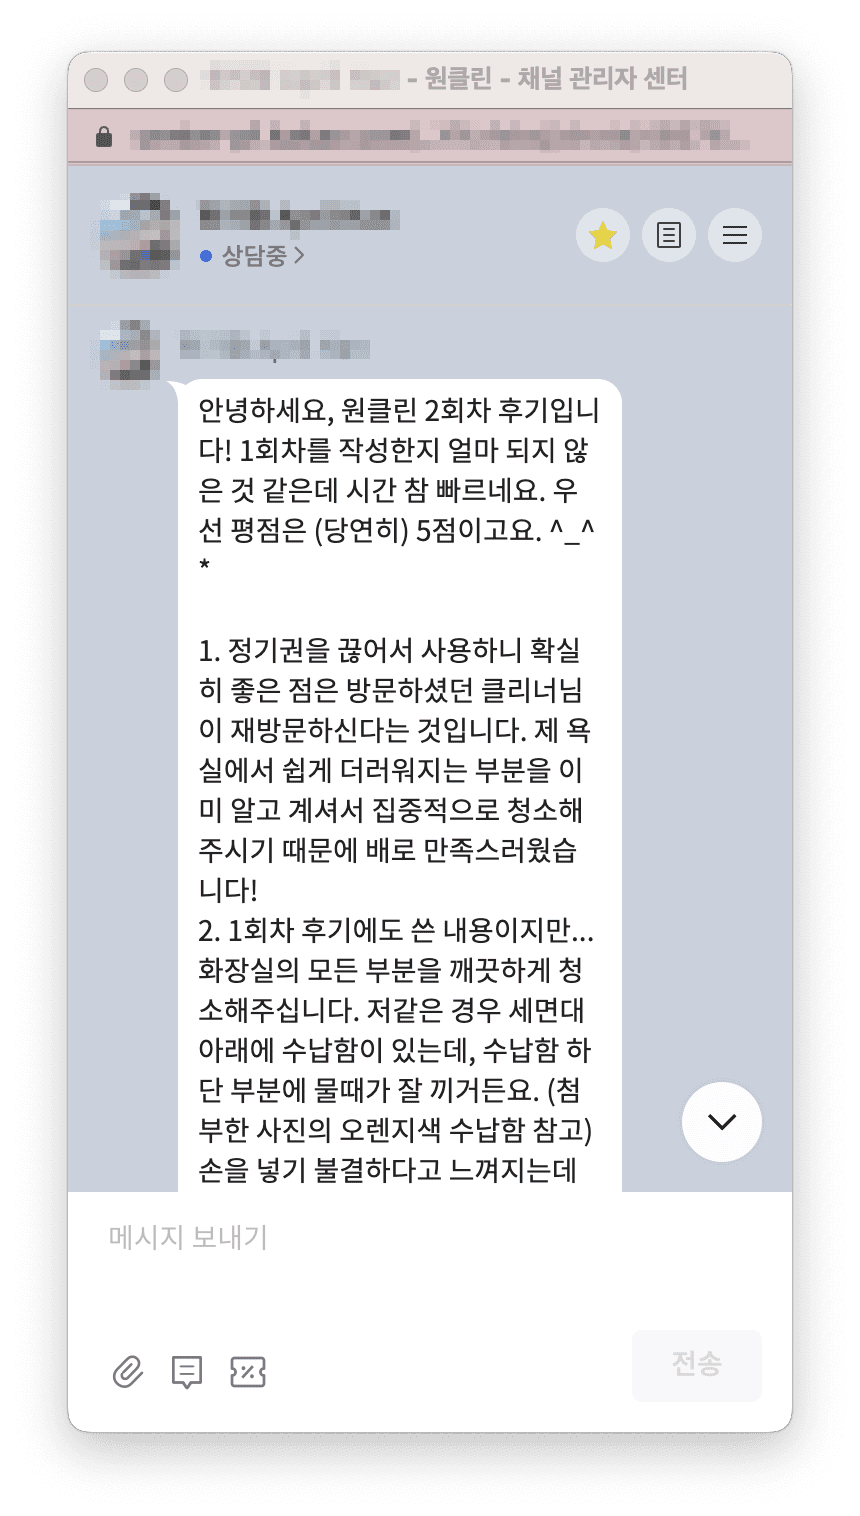 - 원클린 - 채널 관리자 센터
상담중
안녕하세요, 원클린 2회차 후기입니
다! 1회차를 작성한지 얼마 되지 않
은 것 같은데 시간 참 빠르네요. 우
선 평점은 (당연히) 5점이고요. ^_^
*
1. 정기권을 끊어서 사용하니 확실
히 좋은 점은 방문하셨던 클리너님
이 재방문하신다는 것입니다. 제 욕
실에서 쉽게 더러워지는 부분을 이
미 알고 계셔서 집중적으로 청소해
주시기 때문에 배로 만족스러웠습
니다!
2. 1회차 후기에도 쓴 내용이지만...
화장실의 모든 부분을 깨끗하게 청
소해주십니다. 저같은 경우 세면대
아래에 수납함이 있는데, 수납함 하
단 부분에 물때가 잘 끼거든요. (첨
부한 사진의 오렌지색 수납함 참고)
손을 넣기 불결하다고 느껴지는데
메시지 보내기
전송